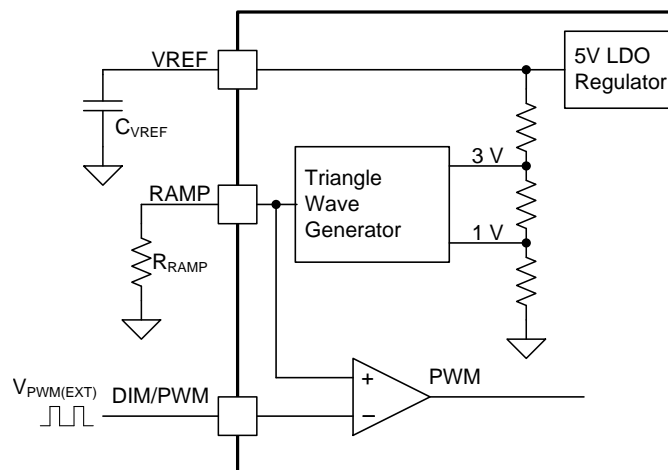 VREF
5V LDO
Regulator
CVREF
3 V
Triangle
Wave
Generator
RAMP
1 V
RRAMP
VPWM(EXT)
DIM/PWM
+
−
PWM